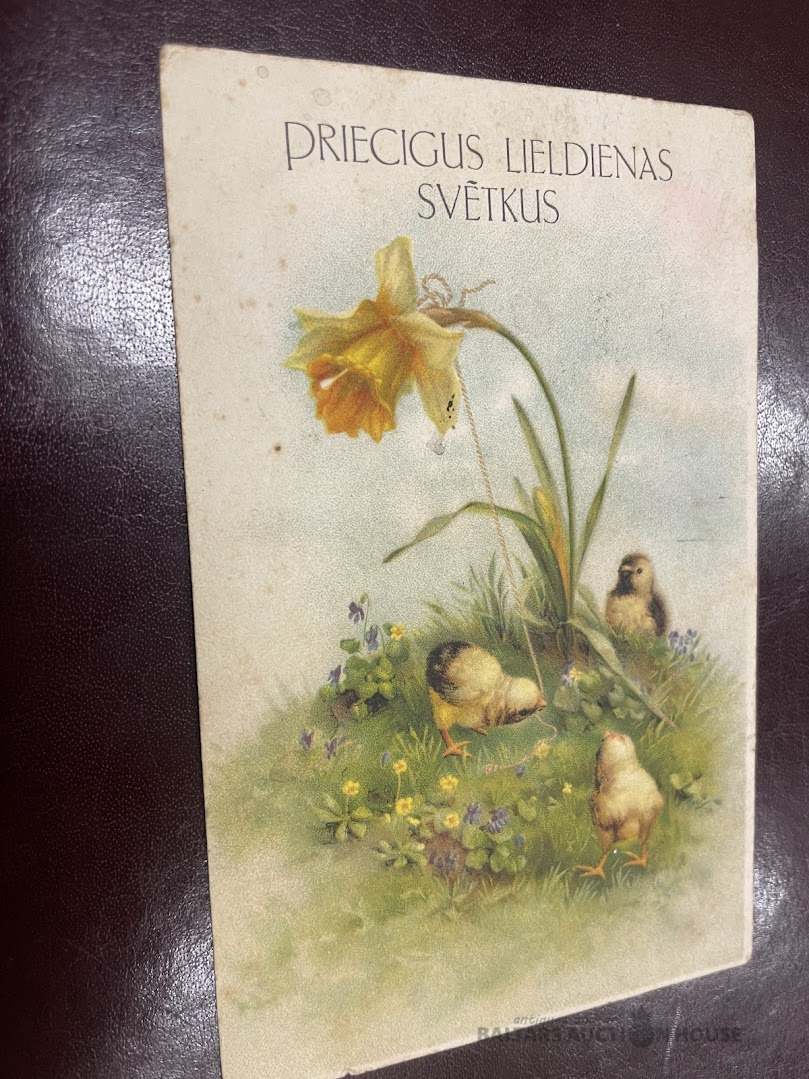 PRIECIGUS LIELDIENAS
SVĒTKUS
BALTARS AUCTION HOUSE